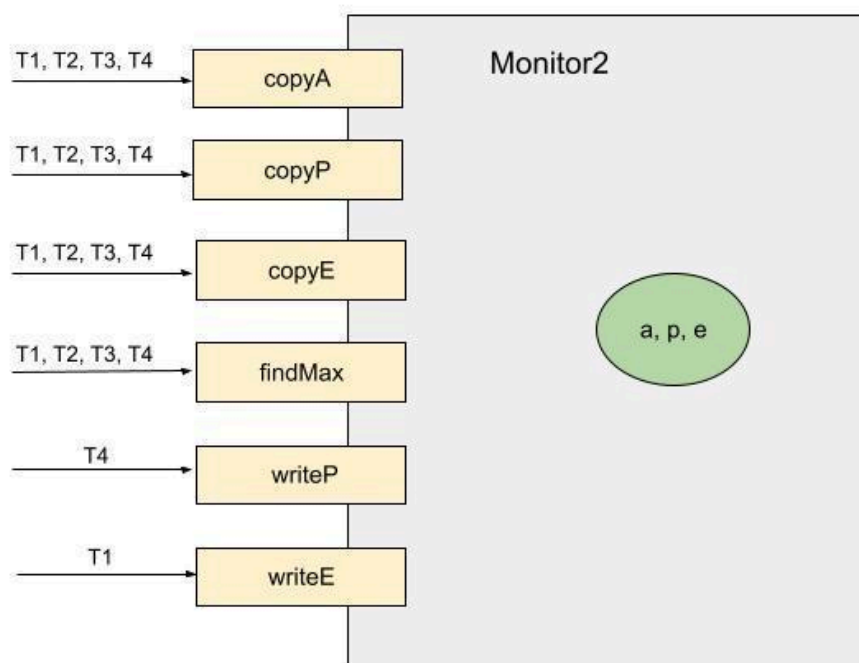 Monitor2
T1, T2, T3, T4
copyA
T1, T2, T3, T4
copyP
T1, T2, T3, T4
copyE
a, p, e
T1, T2, T3, T4
findMax
T4
writeP
T1
writeE